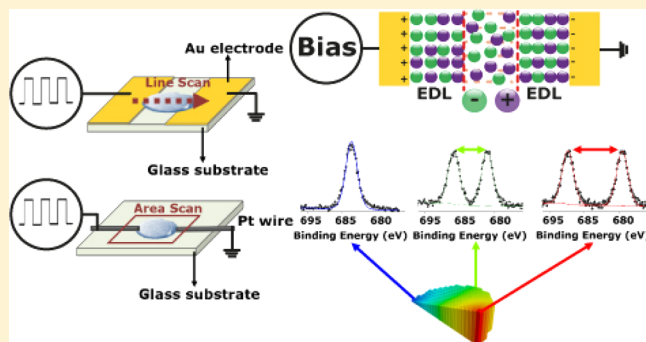 Au electrode
Line Scan
Glass substrate
Area Scan
Pt wire
Glass substrate
Bias
+ -
+ -
+ -
+ -
+ -
EDL EDL
- +
695 685 680
Binding Energy (eV)
695 685 680
Binding Energy (eV)
695 680
Binding Energy (eV)